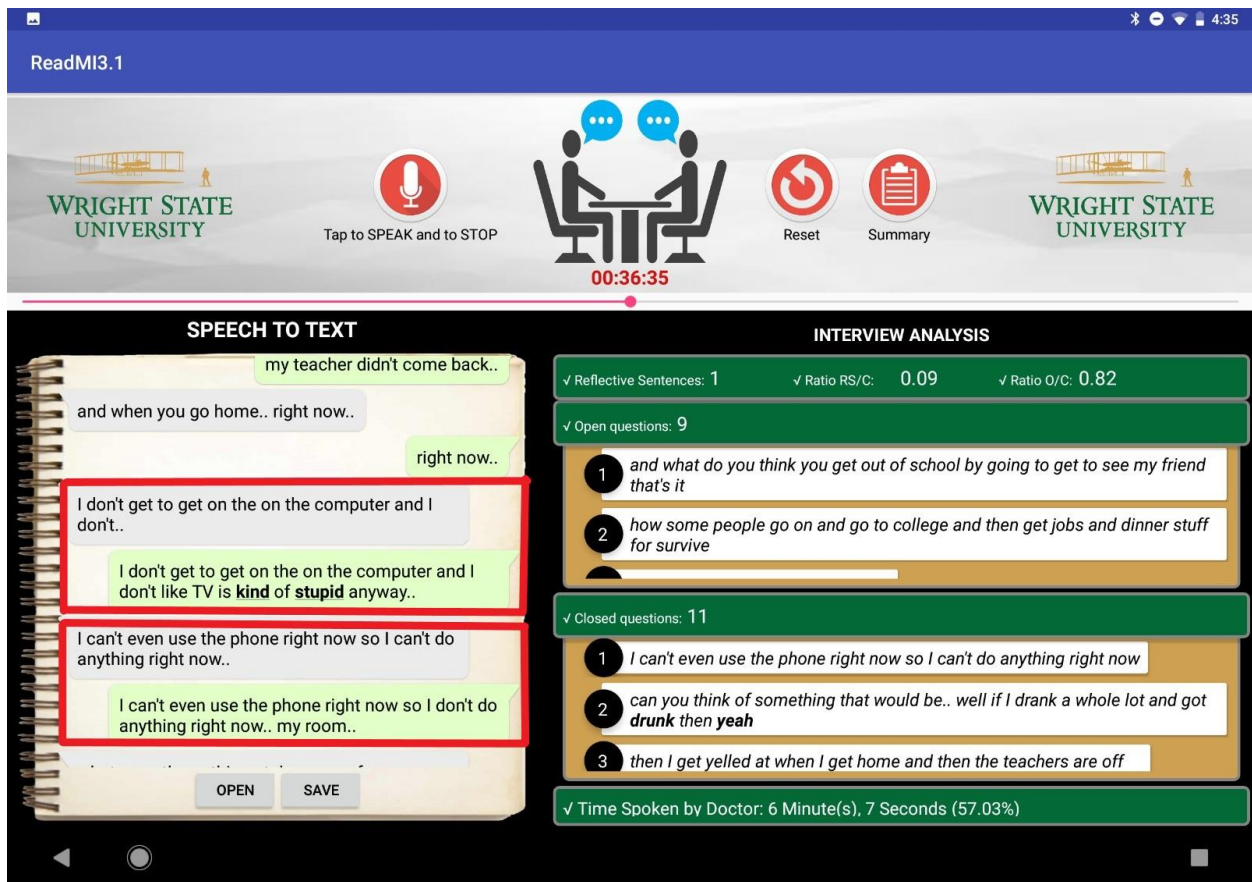 4:35
ReadMI3.1
WRIGHT STATE
UNIVERSITY
Tap to SPEAK and to STOP
00:36:35
Reset
Summary
WRIGHT STATE
UNIVERSITY
SPEECH TO TEXT
my teacher didn't come back..
and when you go home.. right now..
right now..
I don't get to get on the on the computer and I
don't..
I don't get to get on the on the computer and I
don't like TV is kind of stupid anyway..
I can't even use the phone right now so I can't do
anything right now..
I can't even use the phone right now so I don't do
anything right now.. my room..
OPEN
SAVE
INTERVIEW ANALYSIS
√ Reflective Sentences: 1 √ Ratio RS/C: 0.09 √ Ratio O/C: 0.82
√ Open questions: 9
1 and what do you think you get out of school by going to get to see my friend
that's it
2 how some people go on and go to college and then get jobs and dinner stuff
for survive
√ Closed questions: 11
1 I can't even use the phone right now so I can't do anything right now
2 can you think of something that would be.. well if I drank a whole lot and got
drunk then yeah
3 then I get yelled at when I get home and then the teachers are off
√ Time Spoken by Doctor: 6 Minute(s), 7 Seconds (57.03%)